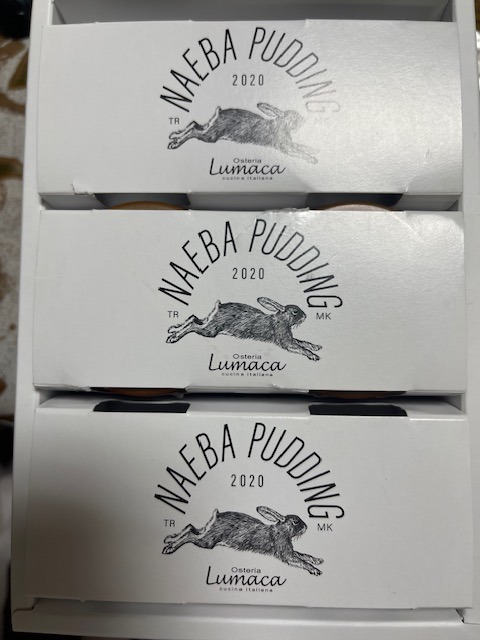 NAEBA PUDDING
2020
TR
Osteria
Lumaca
cucina italiana
NAEBA PUDDING
2020
TR MK
Osteria
Lumaca
cucina italiana
NAEBA PUDDING
2020
TR MK
Osteria
Lumaca
cucina italiana